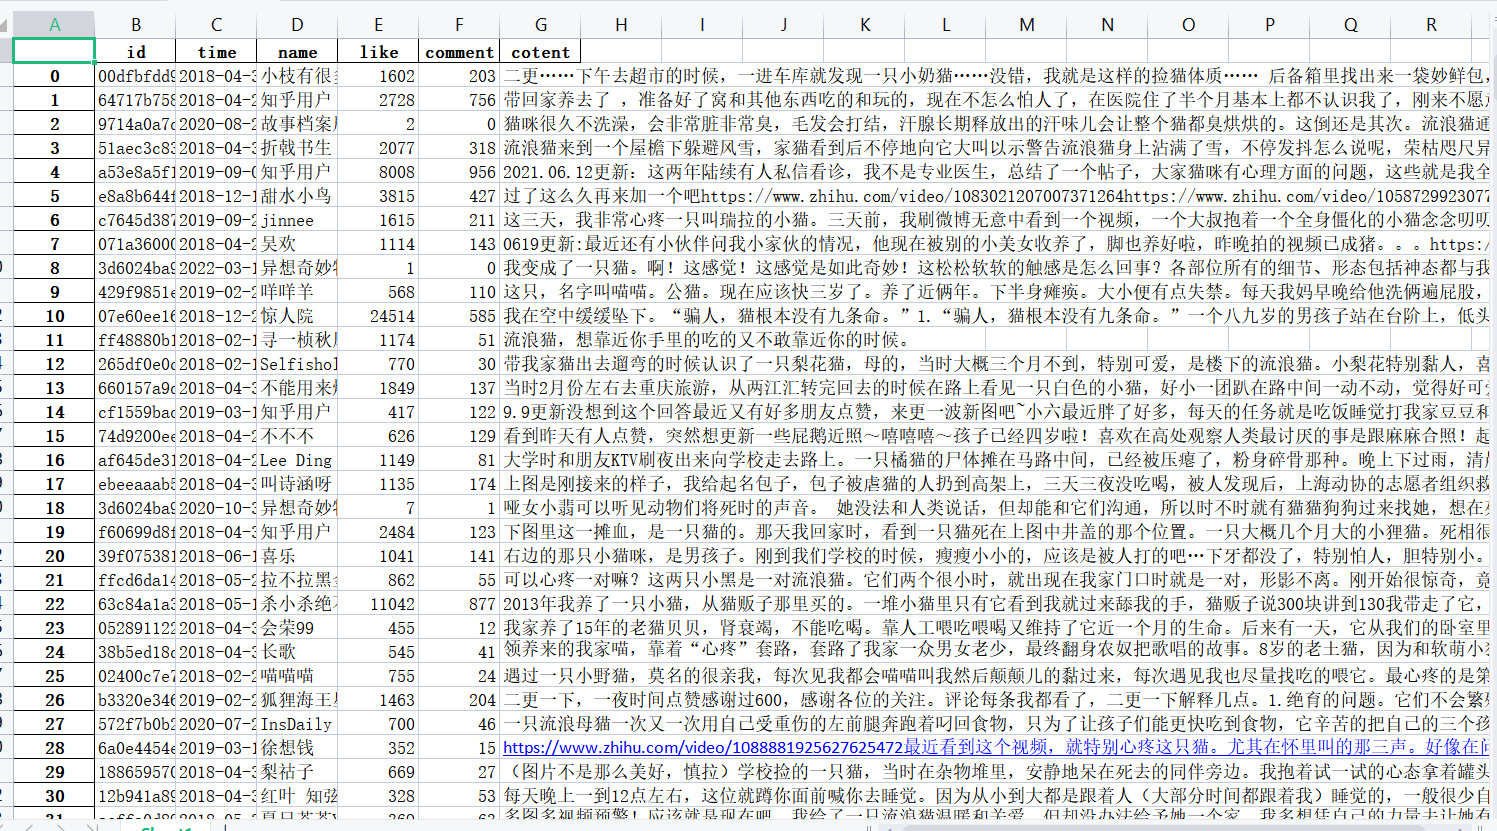 A B C D E F G H I J K L M N O P Q R
id time name like comment cotent
0 00dfbfdd9 2018-04-3 小枝有很 1602 203 二更……下午去超市的时候，一进车库就发现一只小奶猫……没错，我就是这样的捡猫体质…… 后备箱里找出来一袋妙鲜包，
1 64717b758 2018-04-2 知乎用户 2728 756 带回家养去了 ，准备好了窝和其他东西吃的和玩的，现在不怎么怕人了，在医院住了半个月基本上都不认识我了，刚来不愿
2 9714a0a7c 2020-08-2 故事档案 2 0 猫咪很久不洗澡，会非常脏非常臭，毛发会打结，汗腺长期释放出的汗味儿会让整个猫都臭烘烘的。这倒还是其次。流浪猫通
3 51aec3c83 2018-04-2 折戟书生 2077 318 流浪猫来到一个屋檐下躲避风雪，家猫看到后不停地向它大叫以示警告流浪猫身上沾满了雪，不停发抖怎么说呢，荣枯咫尺异
4 a53e8a5f1 2019-09-0 知乎用户 8008 956 2021.06.12更新：这两年陆续有人私信看诊，我不是专业医生，总结了一个帖子，大家猫咪有心理方面的问题，这些就是我全
5 e8a8b644f 2018-12-1 甜水小鸟 3815 427 过了这么久再来加一个吧https://www.zhihu.com/video/1083021207007371264https://www.zhihu.com/video/1058729923077
6 c7645d387 2019-09-2 jinnee 1615 211 这三天，我非常心疼一只叫瑞拉的小猫。三天前，我刷微博无意中看到一个视频，一个大叔抱着一个全身僵化的小猫念念叨叨
7 071a36000 2018-04-2 吴欢 1114 143 0619更新:最近还有小伙伴问我小家伙的情况，他现在被别的小美女收养了，脚也养好啦，昨晚拍的视频已成猪。。。https:/
8 3d6024ba9 2022-03-1 异想奇妙 1 0 我变成了一只猫。啊！这感觉！这感觉是如此奇妙！这松松软软的触感是怎么回事？各部位所有的细节、形态包括神态都与我
9 429f9851e 2019-02-2 咩咩羊 568 110 这只，名字叫喵喵。公猫。现在应该快三岁了。养了近俩年。下半身瘫痪。大小便有点失禁。每天我妈早晚给他洗俩遍屁股，
10 07e60ee16 2018-12-2 惊人院 24514 585 我在空中缓缓坠下。“骗人，猫根本没有九条命。”1.“骗人，猫根本没有九条命。”一个八九岁的男孩子站在台阶上，低头
11 ff48880b1 2018-02-1 寻一桢秋 1174 51 流浪猫，想靠近你手里的吃的又不敢靠近你的时候。
12 265df0e0c 2018-02-1 Selfishol 770 30 带我家猫出去遛弯的时候认识了一只梨花猫，母的，当时大概三个月不到，特别可爱，是楼下的流浪猫。小梨花特别黏人，喜
13 660157a9c 2018-04-3 不能用来 1849 137 当时2月份左右去重庆旅游，从两江汇转完回去的时候在路上看见一只白色的小猫，好小一团趴在路中间一动不动，觉得好可
14 cf1559bac 2019-03-1 知乎用户 417 122 9.9更新没想到这个回答最近又有好多朋友点赞，来更一波新图吧~小六最近胖了好多，每天的任务就是吃饭睡觉打我家豆豆和
15 74d9200ee 2018-04-2 不不不 626 129 看到昨天有人点赞，突然想更新一些屁鹅近照～嘻嘻嘻～孩子已经四岁啦！喜欢在高处观察人类最讨厌的事是跟麻麻合照！起
16 af645de31 2018-04-2 Lee Ding 1149 81 大学时和朋友KTV刷夜出来向学校走去路上。一只橘猫的尸体摊在马路中间，已经被压瘪了，粉身碎骨那种。晚上下过雨，清
17 ebeeaaab5 2018-04-2 叫诗涵呀 1135 174 上图是刚接来的样子，我给起名包子，包子被虐猫的人扔到高架上，三天三夜没吃喝，被人发现后，上海动协的志愿者组织救
18 3d6024ba9 2020-10-3 异想奇妙 7 1 哑女小翡可以听见动物们将死时的声音。 她没法和人类说话，但却能和它们沟通，所以时不时就有猫猫狗狗过来找她，想在
19 f60699d8f 2018-04-3 知乎用户 2484 123 下图里这一摊血，是一只猫的。那天我回家时，看到一只猫死在上图中井盖的那个位置。一只大概几个月大的小狸猫。死相很
20 39f075381 2018-06-1 喜乐 1041 141 右边的那只小猫咪，是男孩子。刚到我们学校的时候，瘦瘦小小的，应该是被人打的吧…下牙都没了，特别怕人，胆特别小。
21 ffcd6da14 2018-05-2 拉不拉黑 862 55 可以心疼一对嘛？这两只小黑是一对流浪猫。它们两个很小时，就出现在我家门口时就是一对，形影不离。刚开始很惊奇，竟
22 63c84a1a3 2018-05-1 杀小杀绝 11042 877 2013年我养了一只小猫，从猫贩子那里买的。一堆小猫里只有它看到我就过来舔我的手，猫贩子说300块讲到130我带走了它，
23 052891122 2018-04-3 会荣99 455 12 我家养了15年的老猫贝贝，肾衰竭，不能吃喝。靠人工喂吃喂喝又维持了它近一个月的生命。后来有一天，它从我们的卧室里
24 38b5ed18c 2018-04-3 长歌 545 41 领养来的我家喵，靠着“心疼”套路，套路了我家一众男女老少，最终翻身农奴把歌唱的故事。8岁的老土猫，因为和软萌小
25 02400c7e7 2018-02-2 喵喵喵 755 24 遇过一只小野猫，莫名的很亲我，每次见我都会喵喵叫我然后颠颠儿的黏过来，每次遇见我也尽量找吃的喂它。最心疼的是第
26 b3320e346 2019-02-2 狐狸海王 1463 204 二更一下，一夜时间点赞感谢过600，感谢各位的关注。评论每条我都看了，二更一下解释几点。1.绝育的问题。它们不会繁
27 572f7b0b2 2020-07-2 InsDaily 700 46 一只流浪母猫一次又一次用自己受重伤的左前腿奔跑着叼回食物，只为了让孩子们能更快吃到食物，它辛苦的把自己的三个孩
28 6a0e4454e 2019-03-1 徐想钱 352 15 https://www.zhihu.com/video/1088881925627625472最近看到这个视频，就特别心疼这只猫。尤其在怀里叫的那三声。好像在问
29 188659570 2018-04-3 梨祜子 669 27 （图片不是那么美好，慎拉）学校捡的一只猫，当时在杂物堆里，安静地呆在死去的同伴旁边。我抱着试一试的心态拿着罐头
30 12b941a89 2018-04-3 红叶 知弦 328 53 每天晚上一到12点左右，这位就蹲你面前喊你去睡觉。因为从小到大都是跟着人（大部分时间都跟着我）睡觉的，一般很少自